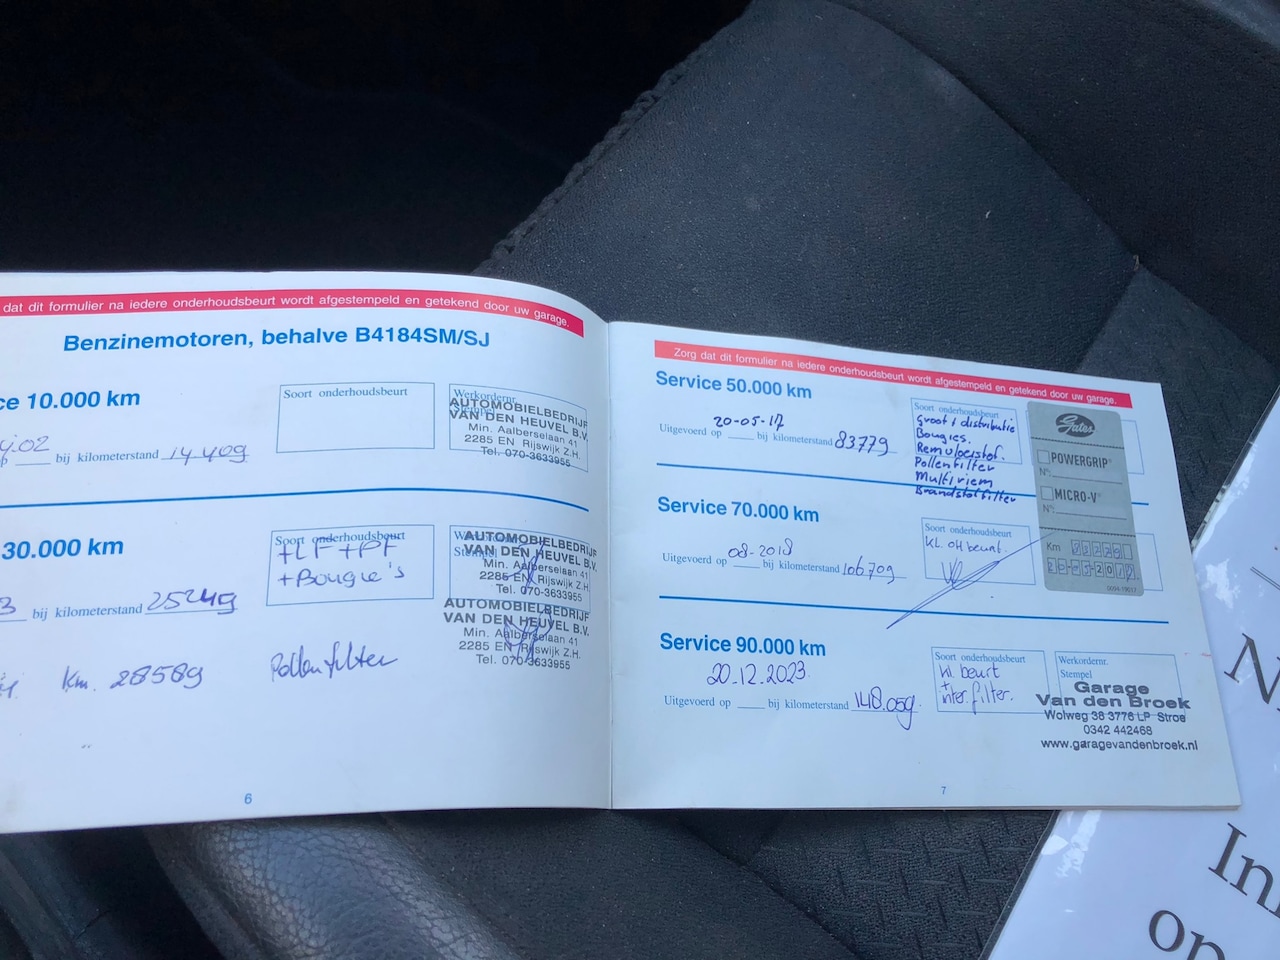 dat dit formulier na iedere onderhoudsbeurt wordt afgestempeld en getekend door uw garage.
Benzinemotoren, behalve B4184SM/SJ
ce 10.000 km
bij kilometerstand 14409
Soort onderhoudsbeurt
Werkordernr.
AUTOMOBIELBEDRIJF
VAN DEN HEUVEL B.V.
Min. Aalberselaan 41
2285 EN Rijswijk Z.H.
Tel. 070-3633955
30.000 km
3 bij kilometerstand 25249
Soort onderhoudsbeurt
+LF+PF
+Bougie's
AUTOMOBIELBEDRIJF
VAN DEN HEUVEL B.V.
Min. Aalberselaan 41
2285 EN Rijswijk Z.H.
Tel. 070-3633955
AUTOMOBIELBEDRIJF
VAN DEN HEUVEL B.V.
Min. Aalberselaan 41
2285 EN Rijswijk Z.H.
Tel. 070-3633955
Km. 28589 Pollenfilter
6
Zorg dat dit formulier na iedere onderhoudsbeurt wordt afgestempeld en getekend door uw garage.
Service 50.000 km
20-05-17
Uitgevoerd op bij kilometerstand 83779
Soort onderhoudsbeurt
Groot + distributie
Bougies.
Remvloeistof.
Pollenfilter
Multiriem
Brandstoffilter
Gates
POWERGRIP®
N°:
MICRO-V®
N°:
Km
Service 70.000 km
08-2018
Uitgevoerd op bij kilometerstand 106709
Soort onderhoudsbeurt
KL. OH beurt.
Service 90.000 km
20-12-2023
Uitgevoerd op bij kilometerstand 148.059
Soort onderhoudsbeurt
kl. beurt
+
inter.filter.
Werkordernr.
Stempel
Garage
Van den Broek
Wolweg 38 3776 LP Stroe
0342 442468
www.garagevandenbroek.nl
7